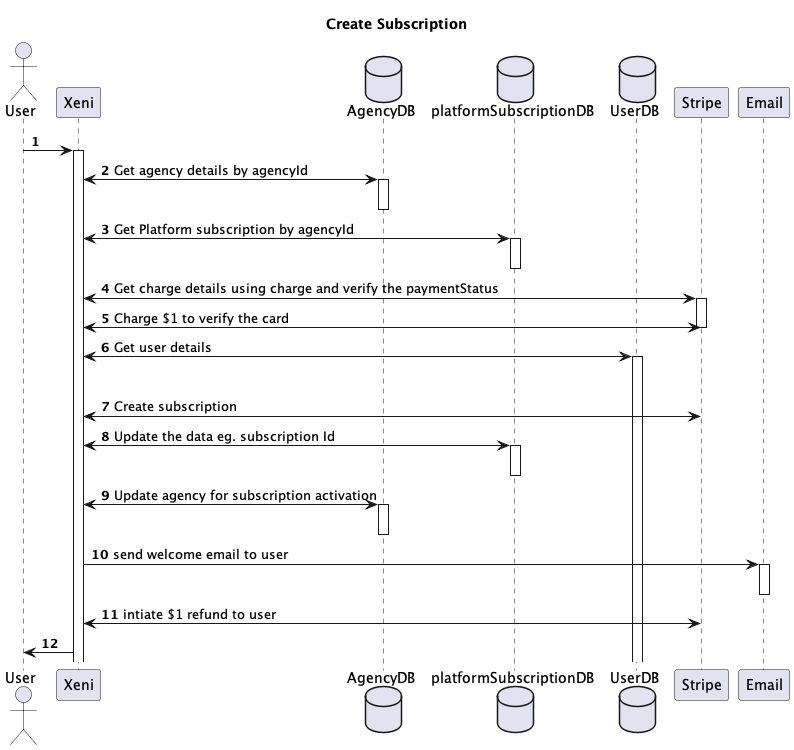 Create Subscription
User
Xeni
AgencyDB
platformSubscriptionDB
UserDB
Stripe
Email
1
2 Get agency details by agencyId
3 Get Platform subscription by agencyId
4 Get charge details using charge and verify the paymentStatus
5 Charge $1 to verify the card
6 Get user details
7 Create subscription
8 Update the data eg. subscription Id
9 Update agency for subscription activation
10 send welcome email to user
11 intiate $1 refund to user
12
User
Xeni
AgencyDB
platformSubscriptionDB
UserDB
Stripe
Email